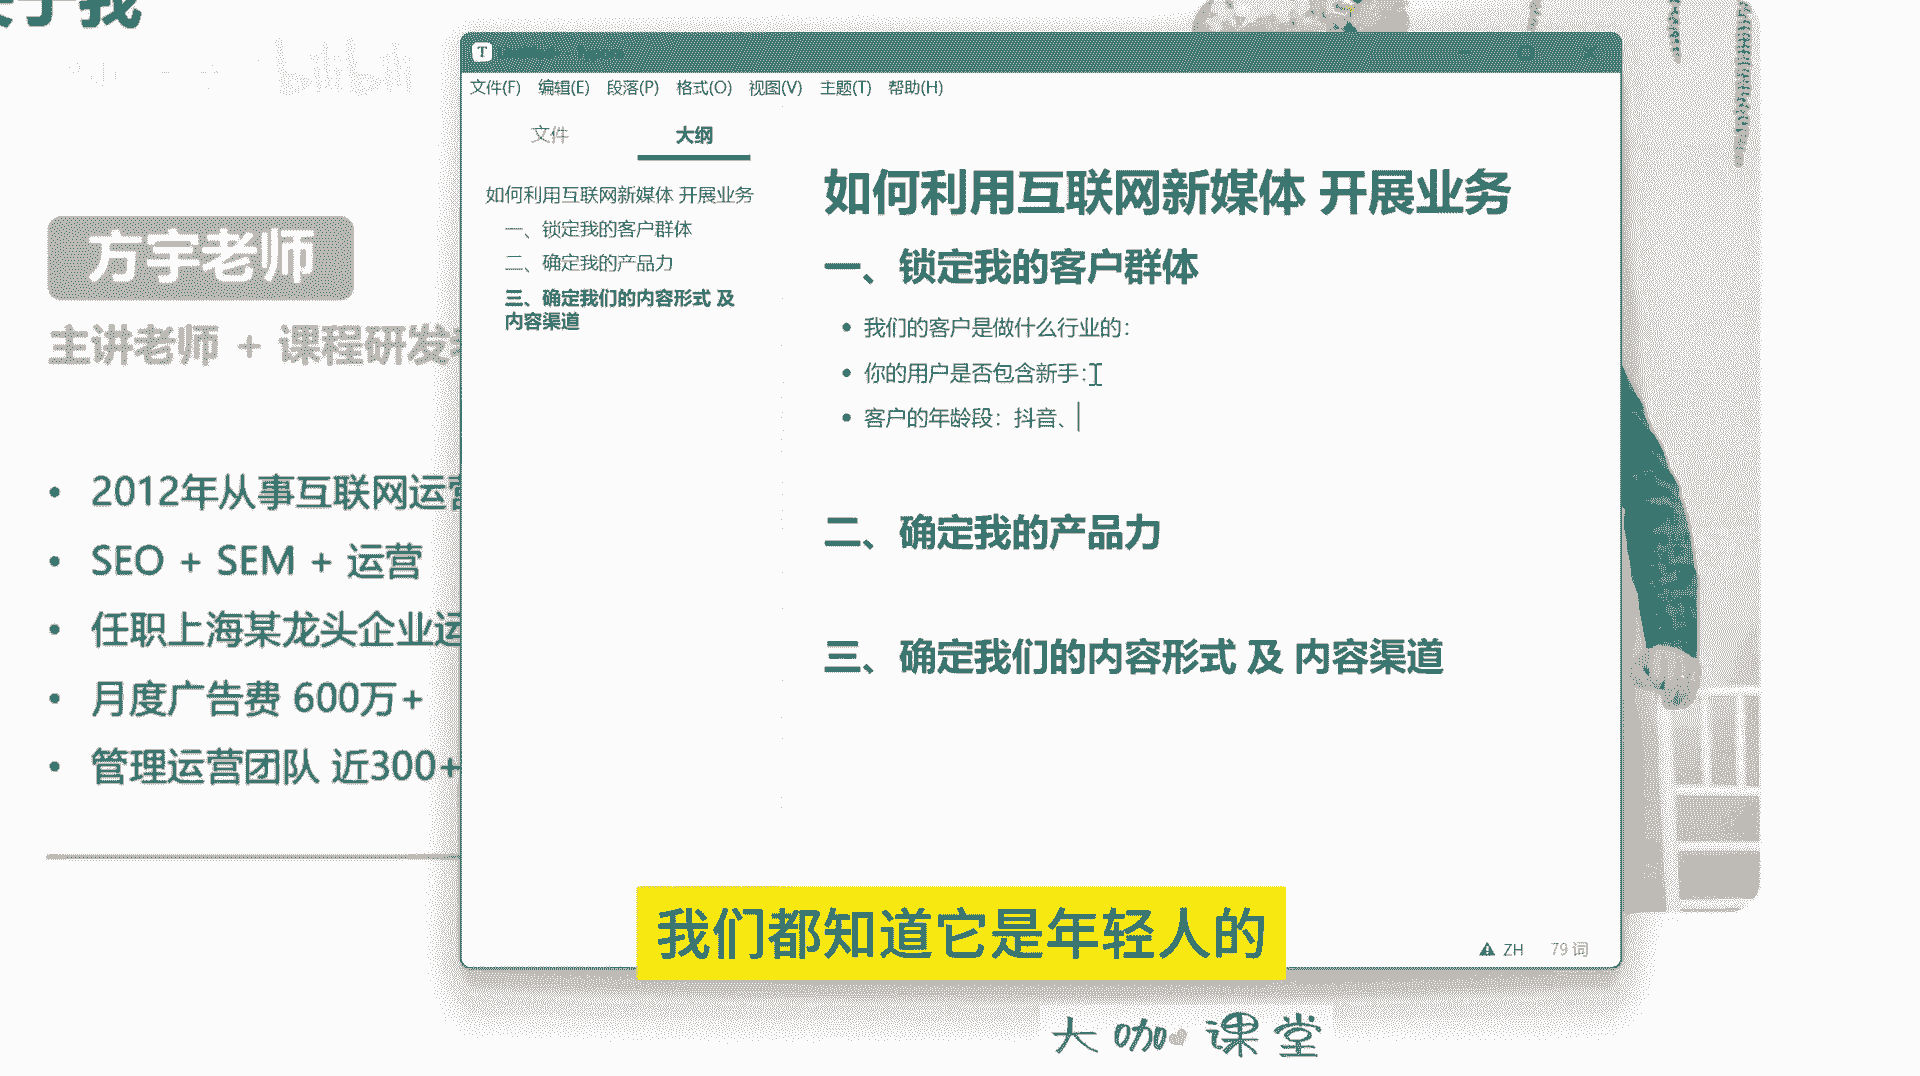 关于我
bilibili
方宇老师
主讲老师 + 课程研发
2012年从事互联网运营
SEO + SEM + 运营
任职上海某龙头企业运
月度广告费 600万+
管理运营团队 近300+
T
文件(F) 编辑(E) 段落(P) 格式(O) 视图(V) 主题(T) 帮助(H)
文件 大纲
如何利用互联网新媒体 开展业务
一、锁定我的客户群体
二、确定我的产品力
三、确定我们的内容形式 及
内容渠道
如何利用互联网新媒体 开展业务
一、锁定我的客户群体
我们的客户是做什么行业的：
你的用户是否包含新手：
客户的年龄段：抖音、
二、确定我的产品力
三、确定我们的内容形式 及 内容渠道
ZH 79 词
我们都知道它是年轻人的
大咖课堂